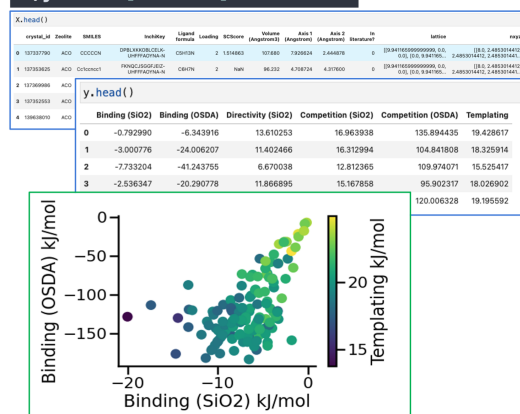 X.head()
crystal_id Zeolite SMILES InchiKey Ligand formula Loading SCScore Volume (Angstrom3) Axis 1 (Angstrom) Axis 2 (Angstrom) In literature? lattice
0 137337790 ACO CCCCCN C5H13N 2 1.514863 107.680 7.926624 2.444878 0
1 137353625 ACO Cc1ccncc1 C6H7N 2 NaN 96.232 4.708724 4.317600 0
2 137369986 ACO
3 137352553 ACO
4 139638010 ACO
y.head()
Binding (SiO2) Binding (OSDA) Directivity (SiO2) Competition (SiO2) Competition (OSDA) Templating
0 -0.792990 -6.343916 13.610253 16.963938 135.894435 19.428617
1 -3.000776 -24.006207 11.402466 16.312994 104.841808 18.325914
2 -7.733204 -41.243755 6.670038 12.812365 109.974071 15.525417
3 -2.536347 -20.290778 11.866895 15.167858 95.902317 18.026902
120.006328 19.195592
Binding (OSDA) kJ/mol
0
−50
−100
−150
−20 −10 0
Binding (SiO2) kJ/mol
20
15
Templating kJ/mol